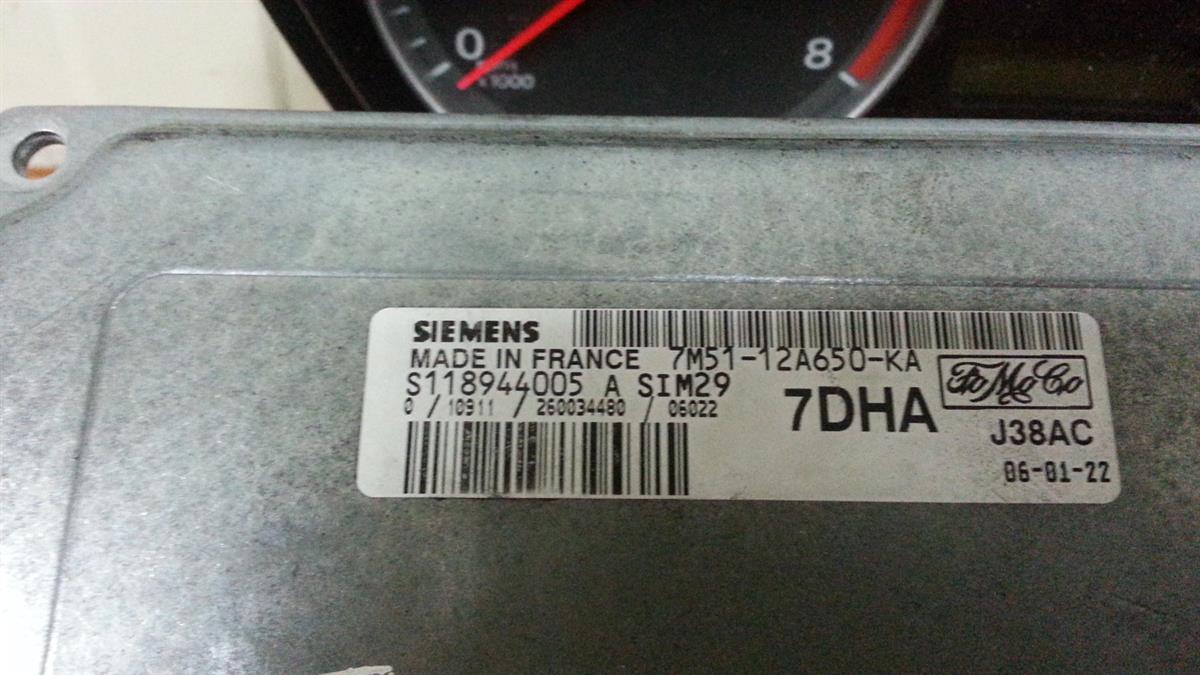 0
8
x1000
SIEMENS
MADE IN FRANCE 7M51-12A650-KA
S118944005 A SIM29
0 / 10911 / 260034480 / 06022
7DHA
FoMoCo
J38AC
06-01-22